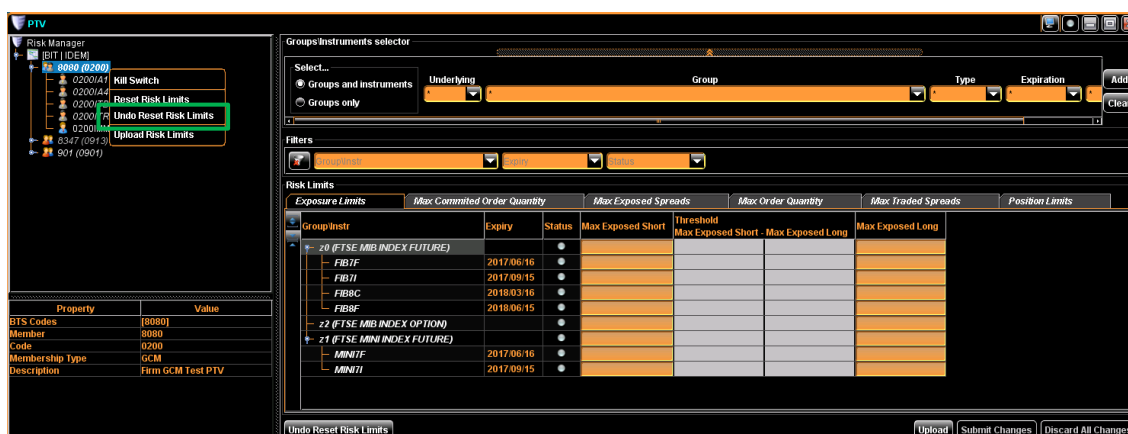 PTV
Risk Manager
[BIT | IDEM]
8080 (0200)
0200IA1
0200IA4
0200IMM
8347 (0913)
901 (0901)
Kill Switch
Reset Risk Limits
Undo Reset Risk Limits
Upload Risk Limits
Property Value
BTS Codes [8080]
Member 8080
Code 0200
Membership Type GCM
Description Firm GCM Test PTV
Groups\Instruments selector
Select...
Groups and instruments
Groups only
Underlying Group Type Expiration
* * * * *
Add
Clea
Filters
Group\Instr Expiry Status
Risk Limits
Exposure Limits Max Commited Order Quantity Max Exposed Spreads Max Order Quantity Max Traded Spreads Position Limits
Group\Instr Expiry Status Max Exposed Short Threshold Max Exposed Short - Max Exposed Long Max Exposed Long
z0 (FTSE MIB INDEX FUTURE)
FIB7F 2017/06/16
FIB7I 2017/09/15
FIB8C 2018/03/16
FIB8F 2018/06/15
z2 (FTSE MIB INDEX OPTION)
z1 (FTSE MINI INDEX FUTURE)
MINI7F 2017/06/16
MINI7I 2017/09/15
Undo Reset Risk Limits Upload Submit Changes Discard All Changes